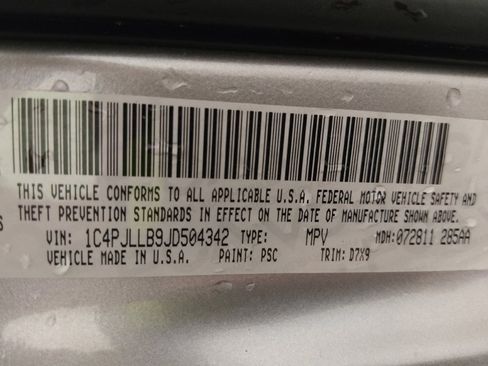 THIS VEHICLE CONFORMS TO ALL APPLICABLE U.S.A. FEDERAL MOTOR VEHICLE SAFETY AND
THEFT PREVENTION STANDARDS IN EFFECT ON THE DATE OF MANUFACTURE SHOWN ABOVE.
VIN: 1C4PJLLB9JD504342 TYPE: MPV MDH:072811 285AA
VEHICLE MADE IN U.S.A. PAINT: PSC TRIM: D7X9